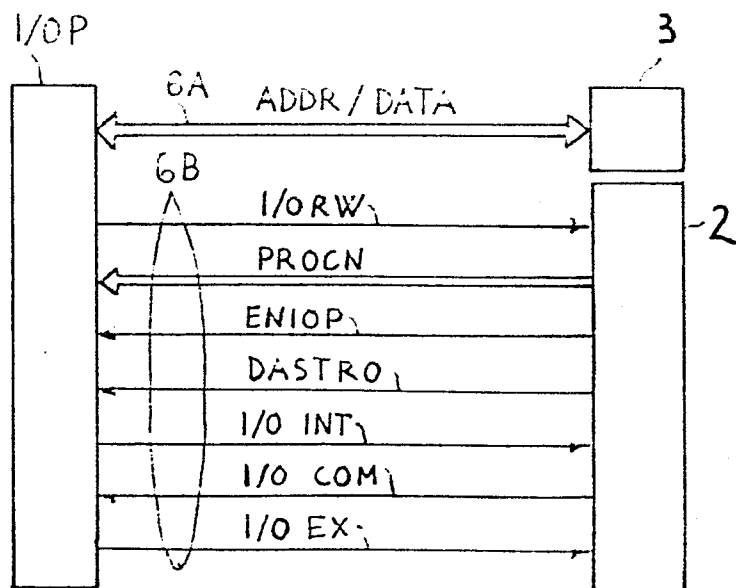 I/OP
3
6A
ADDR/DATA
6B
I/ORW
2
PROCN
ENIOP
DASTRO
I/O INT
I/O COM
I/O EX